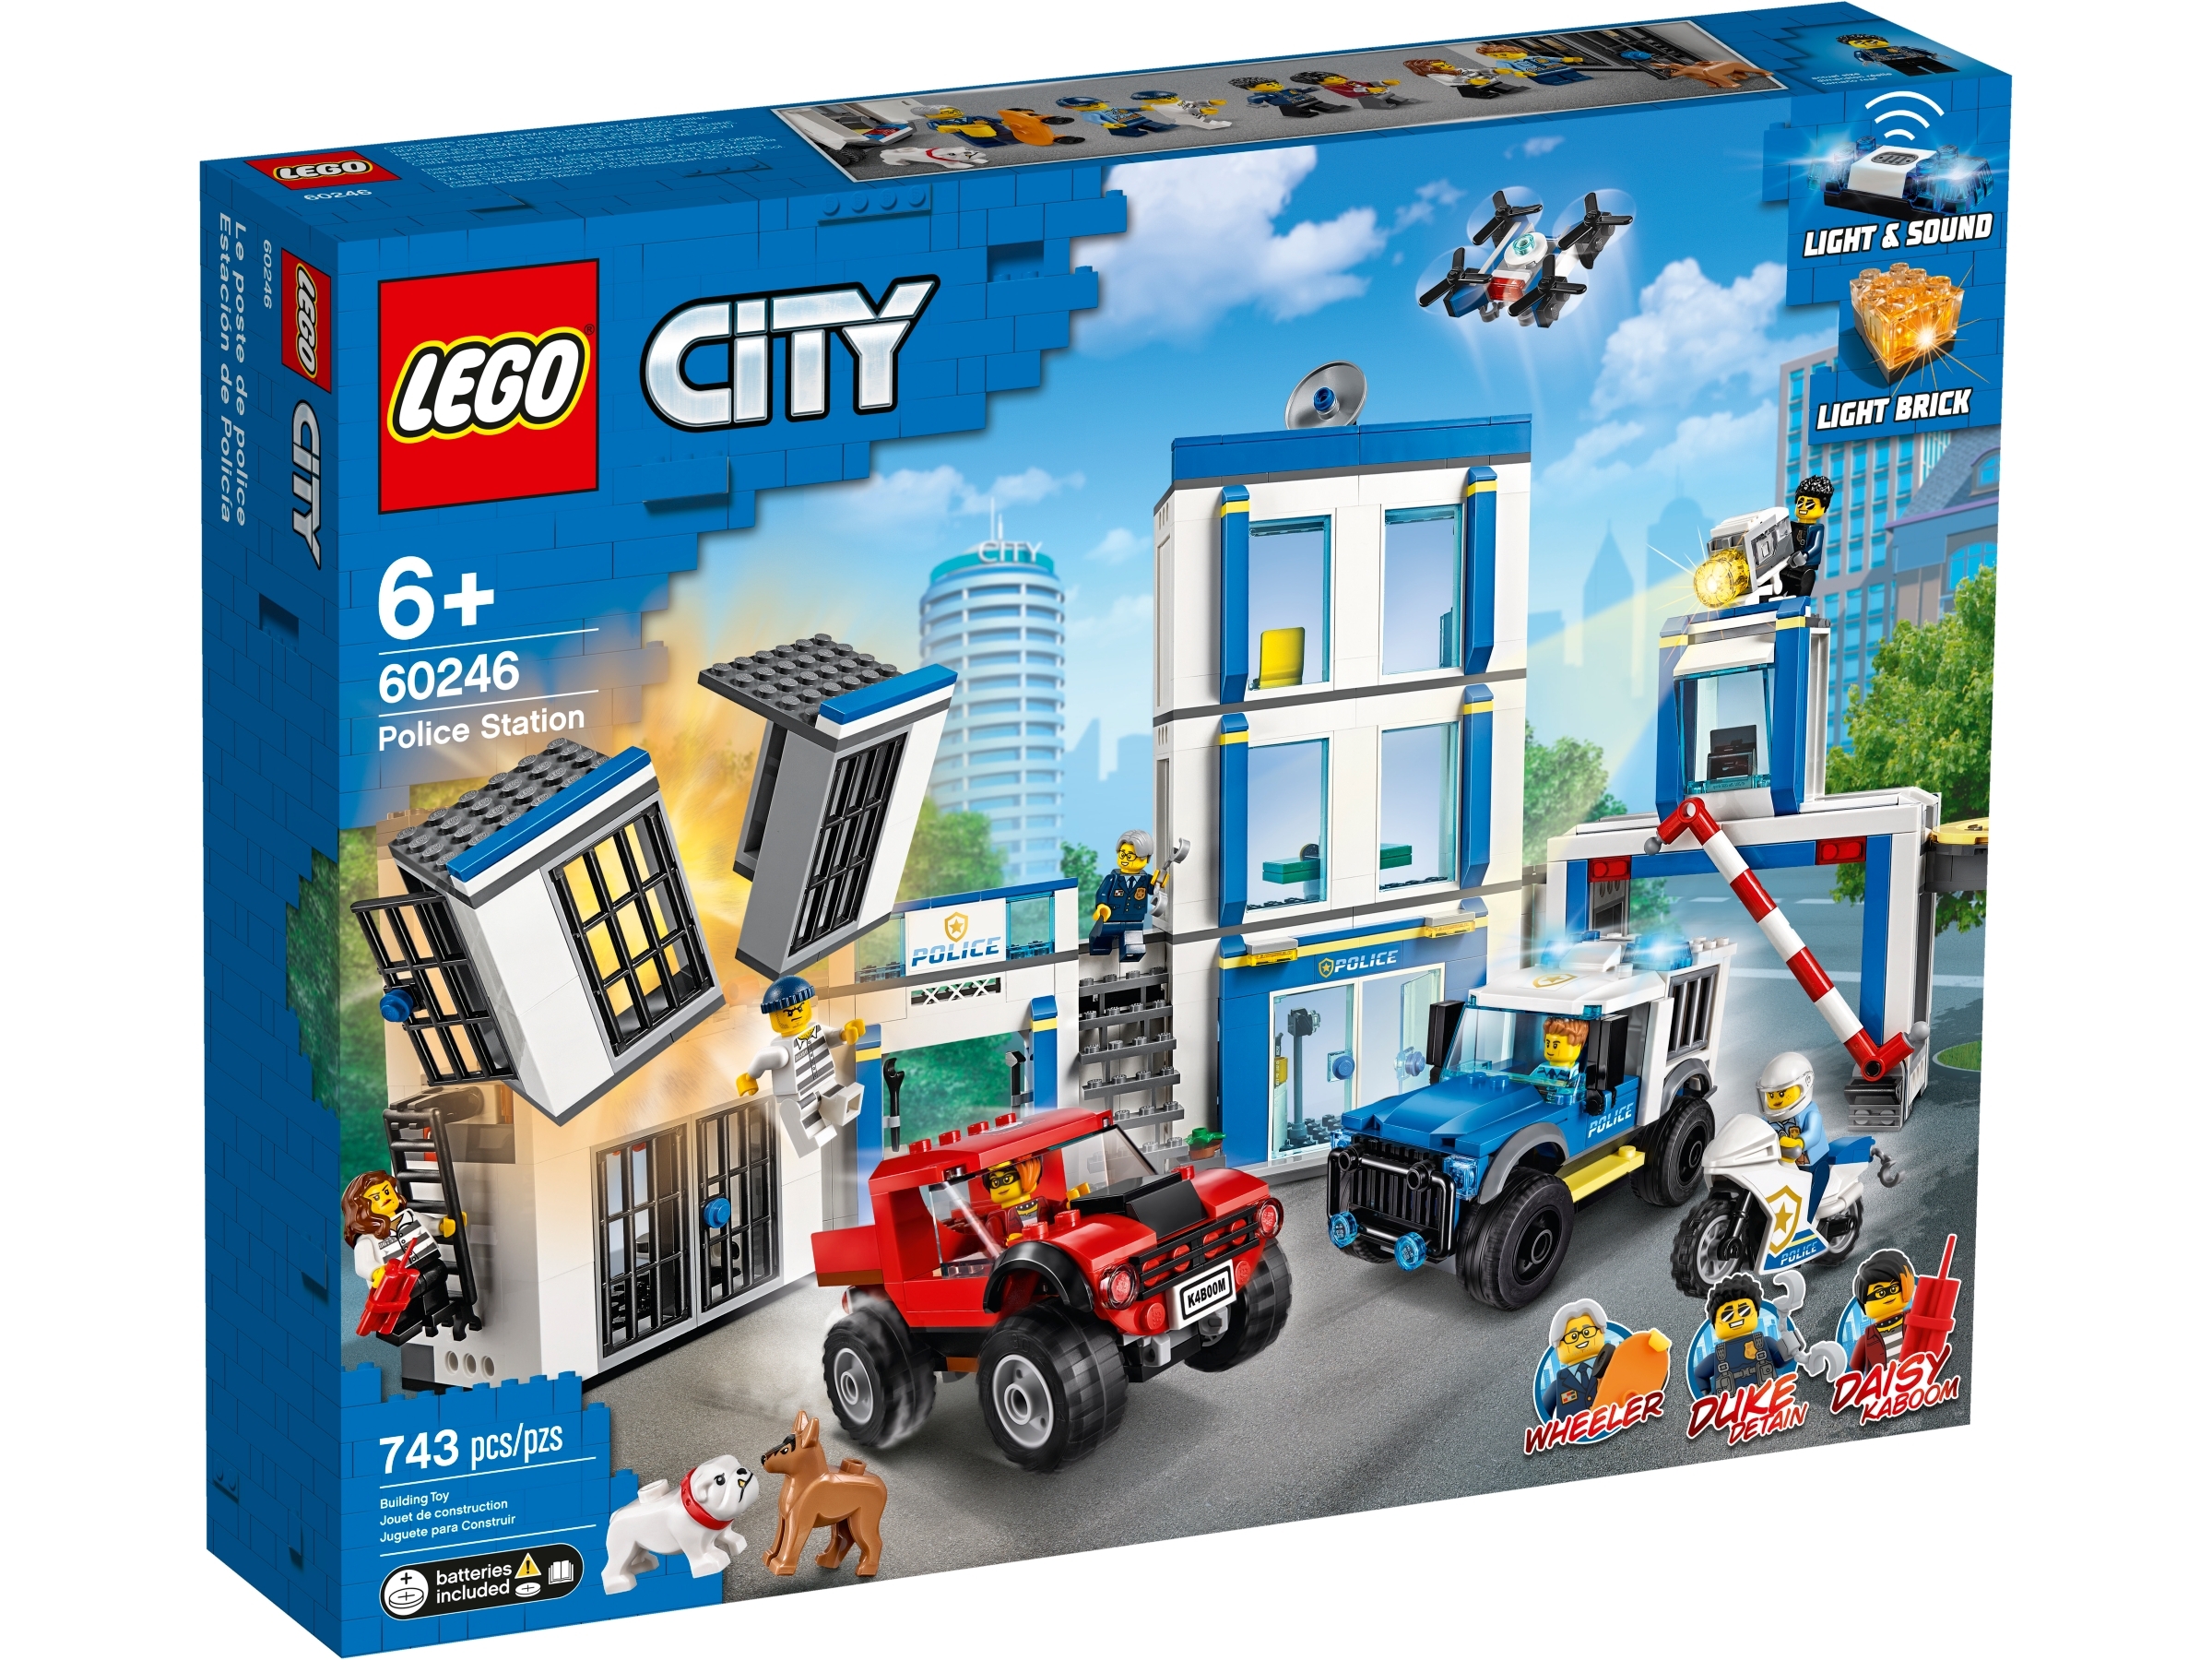 LEGO
60246
60246
LEGO
CITY
Le poste de police
Estación de Policía
LEGO®
CITY
6+
60246
Police Station
LIGHT & SOUND
LIGHT BRICK
CITY
POLICE
POLICE
POLICE
POLICE
K4B00M
WHEELER
DUKE
DETAIN
DAISY
KABOOM
743 pcs/pzs
Building Toy
Jouet de construction
Juguete para Construir
batteries
included